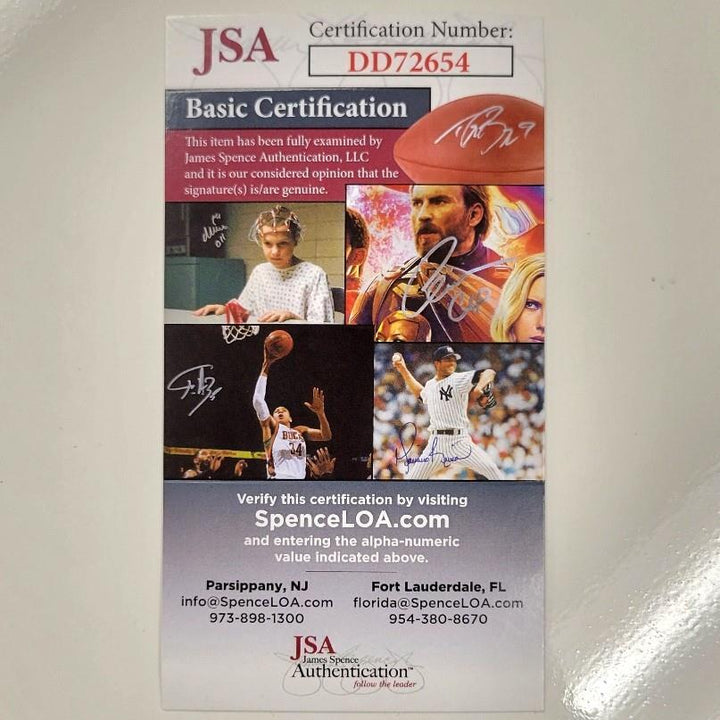 JSA
Certification Number:
DD72654
Basic Certification
This item has been fully examined by
James Spence Authentication, LLC
and it is our considered opinion that the
signature(s) is/are genuine.
BUCKS
34
NY
Verify this certification by visiting
SpenceLOA.com
and entering the alpha-numeric
value indicated above.
Parsippany, NJ
info@SpenceLOA.com
973-898-1300
Fort Lauderdale, FL
florida@SpenceLOA.com
954-380-8670
JSA
James Spence
Authentication™
follow the leader